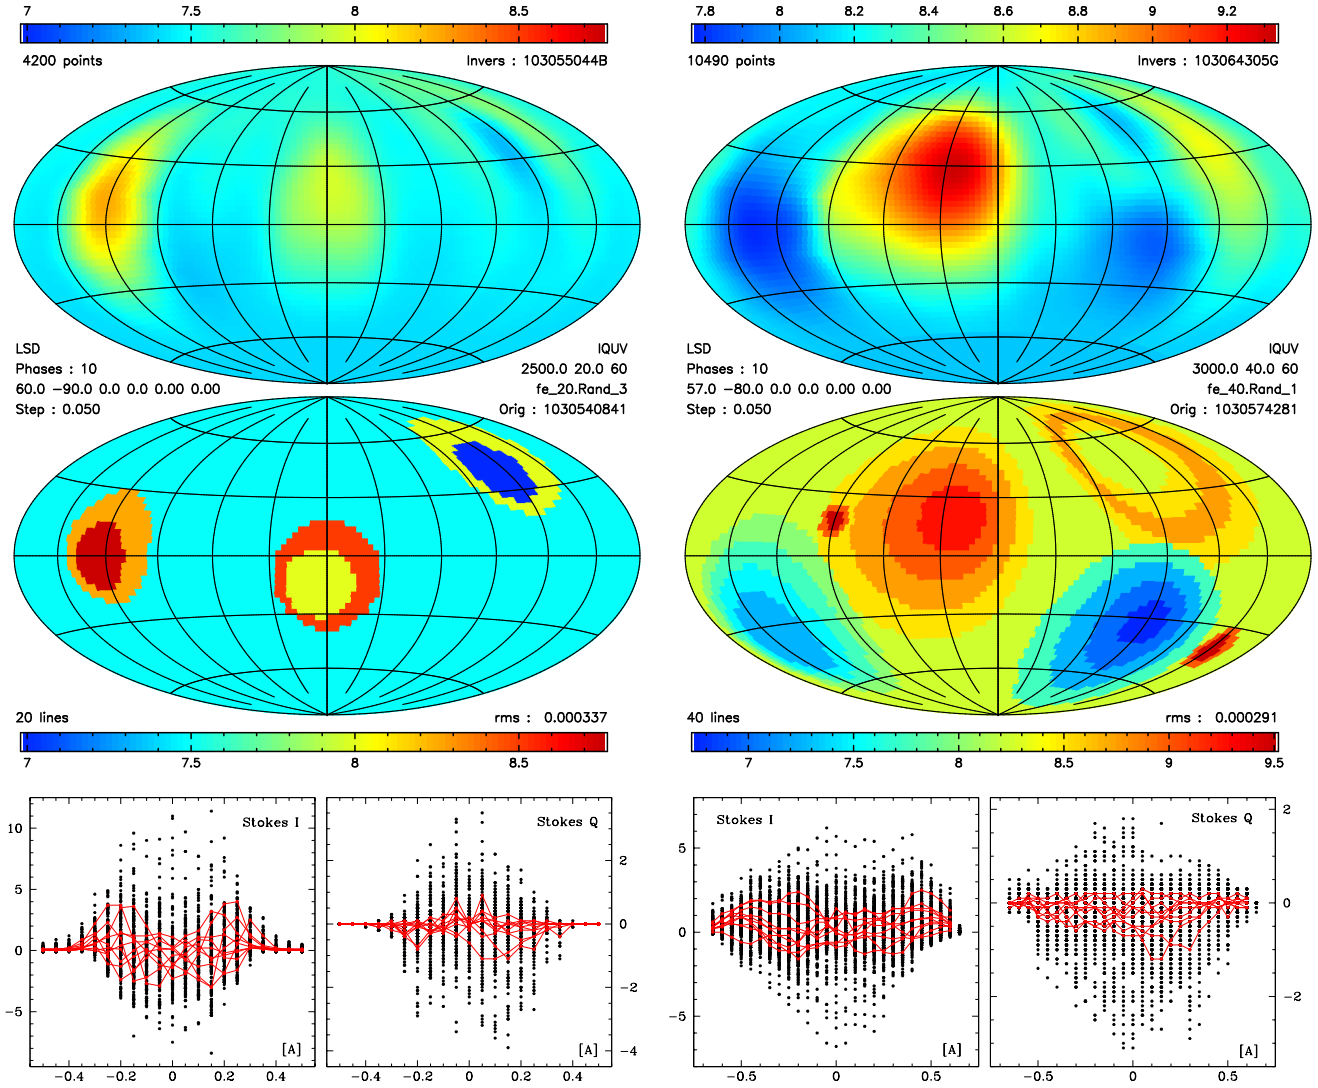 7 7.5 8 8.5
4200 points Invers : 103055044B
LSD IQUV
Phases : 10 2500.0 20.0 60
60.0 −90.0 0.0 0.0 0.00 0.00 fe_20.Rand_3
Step : 0.050 Orig : 1030540841
20 lines rms : 0.000337
7 7.5 8 8.5
Stokes I
10
5
0
−5
[A]
−0.4 −0.2 0 0.2 0.4
Stokes Q
2
0
−2
−4
[A]
−0.4 −0.2 0 0.2 0.4
7.8 8 8.2 8.4 8.6 8.8 9 9.2
10490 points Invers : 103064305G
LSD IQUV
Phases : 10 3000.0 40.0 60
57.0 −80.0 0.0 0.0 0.00 0.00 fe_40.Rand_1
Step : 0.050 Orig : 1030574281
40 lines rms : 0.000291
7 7.5 8 8.5 9 9.5
Stokes I
5
0
−5
[A]
−0.5 0 0.5
Stokes Q
2
0
−2
[A]
−0.5 0 0.5